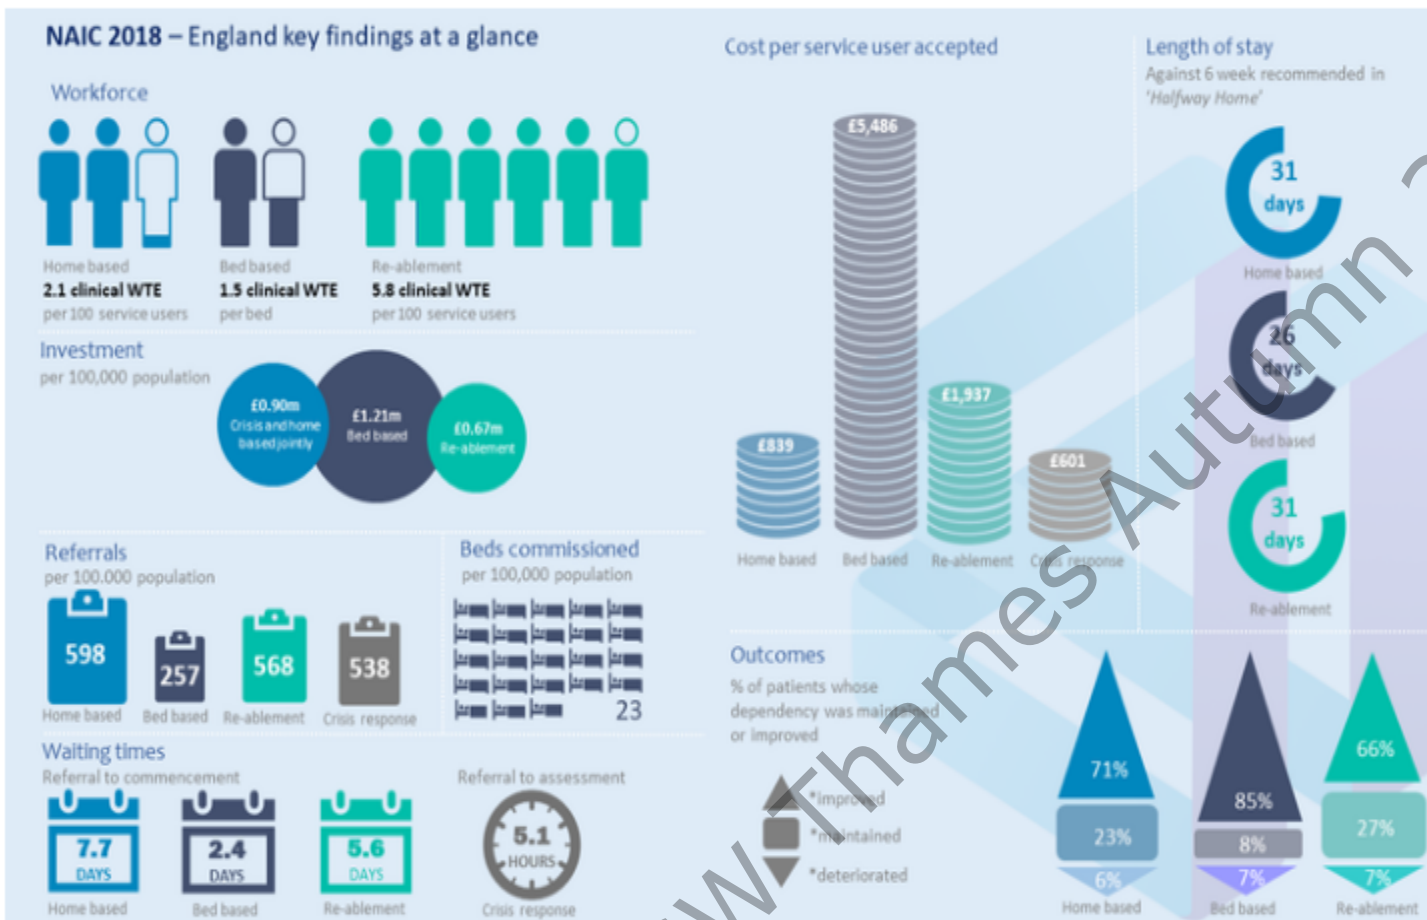 NAIC 2018 – England key findings at a glance
Workforce
Home based
2.1 clinical WTE
per 100 service users
Bed based
1.5 clinical WTE
per bed
Re-ablement
5.8 clinical WTE
per 100 service users
Investment
per 100,000 population
£0.90m
Crisis and home
based jointly
£1.21m
Bed based
£0.67m
Re-ablement
Referrals
per 100.000 population
598
Home based
257
Bed based
568
Re-ablement
538
Crisis response
Beds commissioned
per 100,000 population
23
Waiting times
Referral to commencement
7.7
DAYS
Home based
2.4
DAYS
Bed based
5.6
DAYS
Re-ablement
Referral to assessment
5.1
HOURS
Crisis response
Cost per service user accepted
£839
Home based
£5,486
Bed based
£1,937
Re-ablement
£601
Crisis response
Length of stay
Against 6 week recommended in
'Halfway Home'
31
days
Home based
26
days
Bed based
31
days
Re-ablement
Outcomes
% of patients whose
dependency was maintained
or improved
*improved
*maintained
*deteriorated
71%
23%
6%
Home based
85%
8%
7%
Bed based
66%
27%
7%
Re-ablement
W Thames Autumn 2